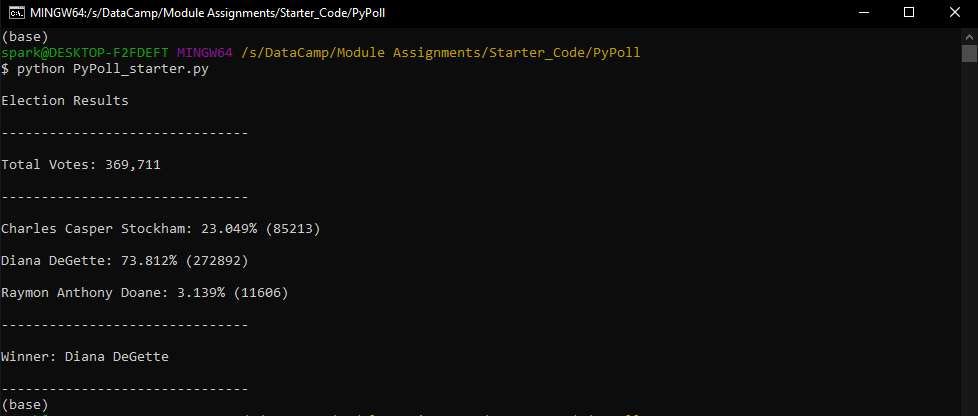 MINGW64:/s/DataCamp/Module Assignments/Starter_Code/PyPoll
(base)
spark@DESKTOP-F2FDEFT MINGW64 /s/DataCamp/Module Assignments/Starter_Code/PyPoll
$ python PyPoll_starter.py
Election Results
-------------------------------
Total Votes: 369,711
-------------------------------
Charles Casper Stockham: 23.049% (85213)
Diana DeGette: 73.812% (272892)
Raymon Anthony Doane: 3.139% (11606)
-------------------------------
Winner: Diana DeGette
-------------------------------
(base)